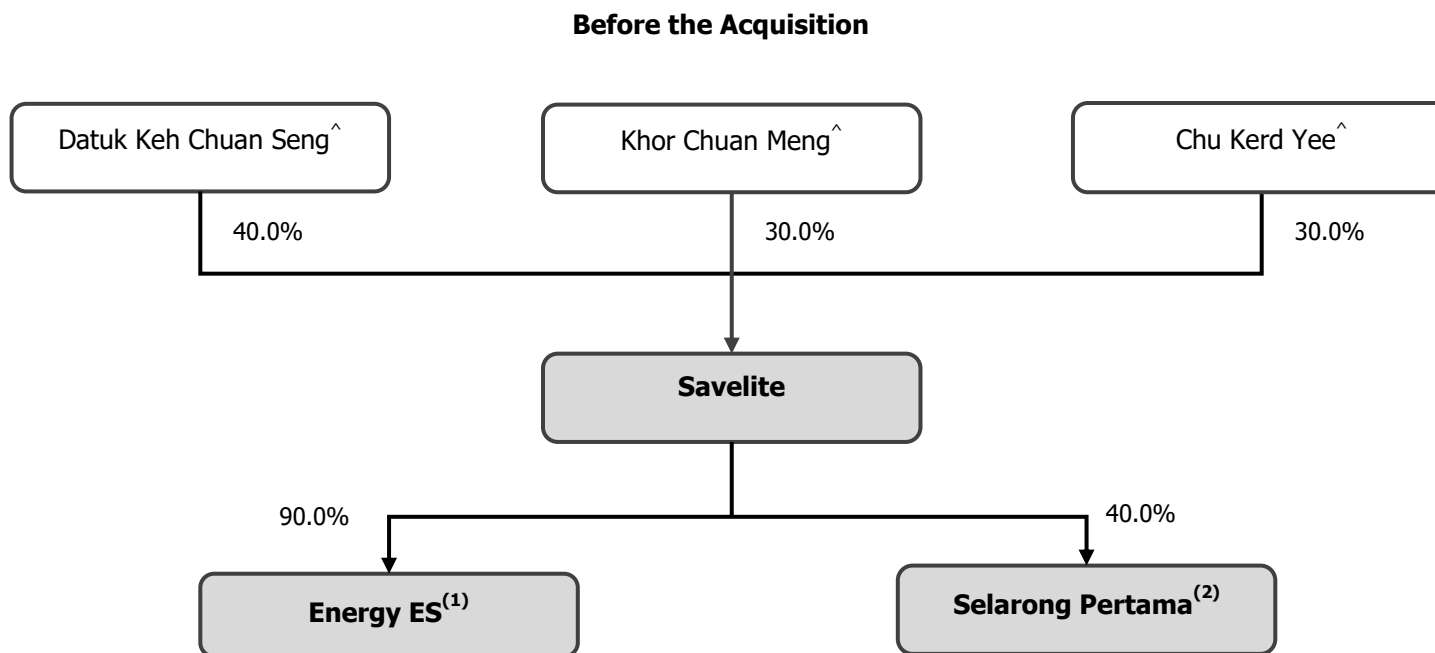 Before the Acquisition
Datuk Keh Chuan Seng^
Khor Chuan Meng^
Chu Kerd Yee^
40.0%
30.0%
30.0%
Savelite
90.0%
40.0%
Energy ES(1)
Selarong Pertama(2)